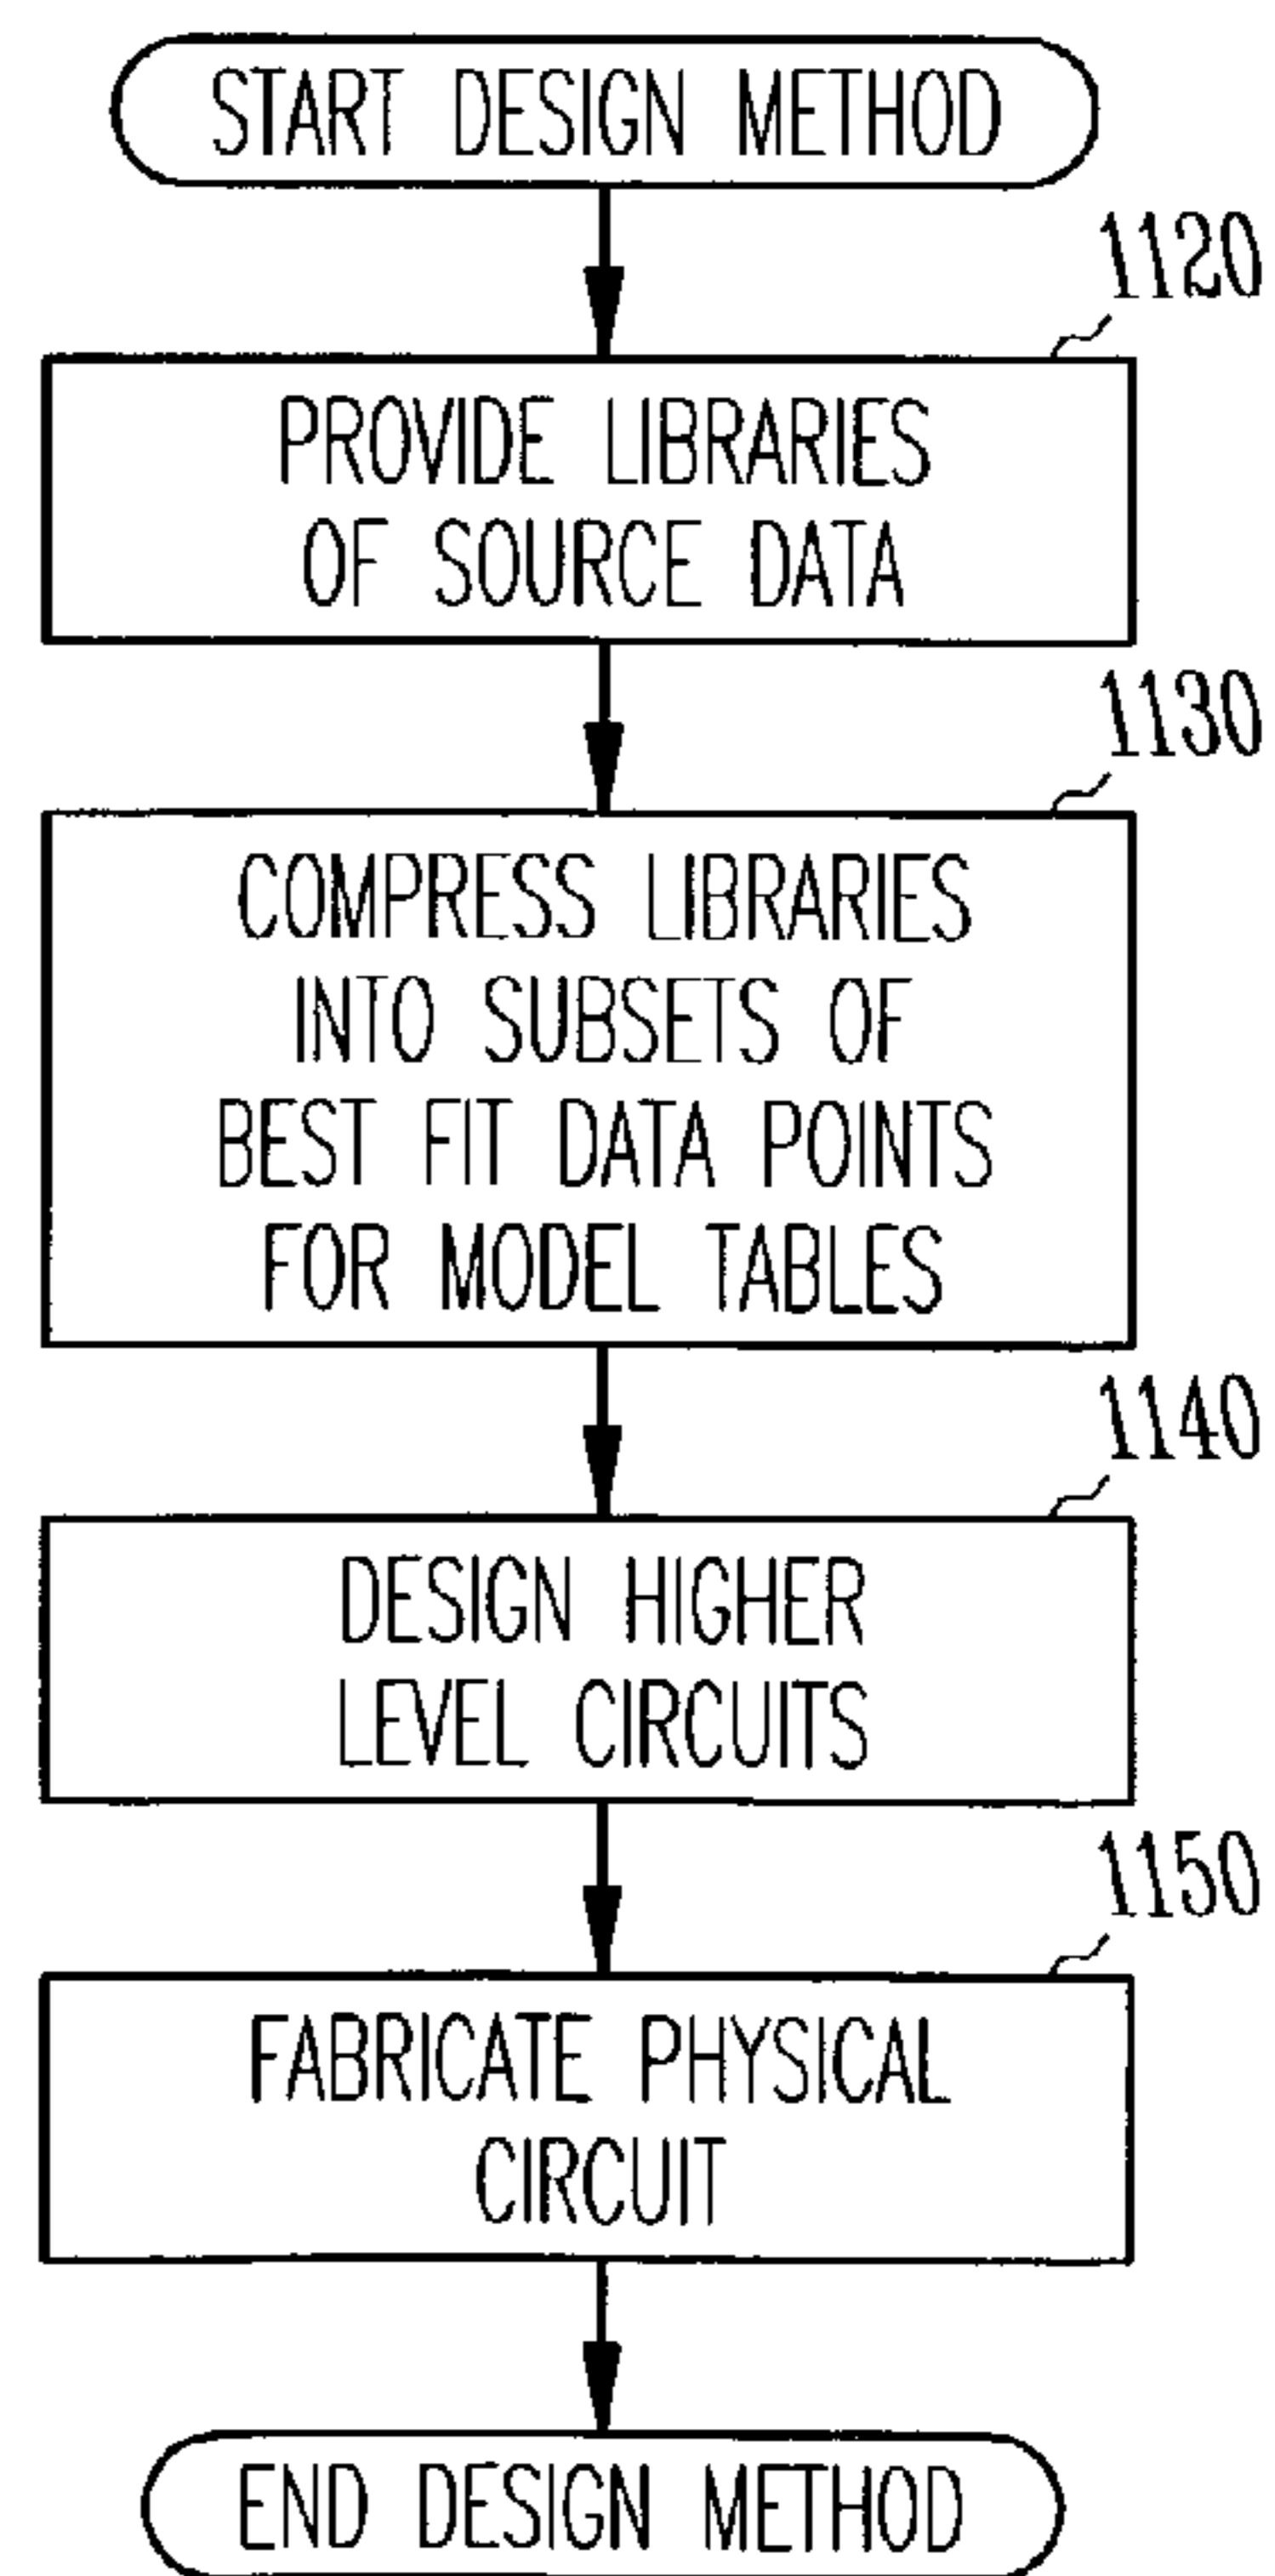 START DESIGN METHOD
1120
PROVIDE LIBRARIES
OF SOURCE DATA
1130
COMPRESS LIBRARIES
INTO SUBSETS OF
BEST FIT DATA POINTS
FOR MODEL TABLES
1140
DESIGN HIGHER
LEVEL CIRCUITS
1150
FABRICATE PHYSICAL
CIRCUIT
END DESIGN METHOD